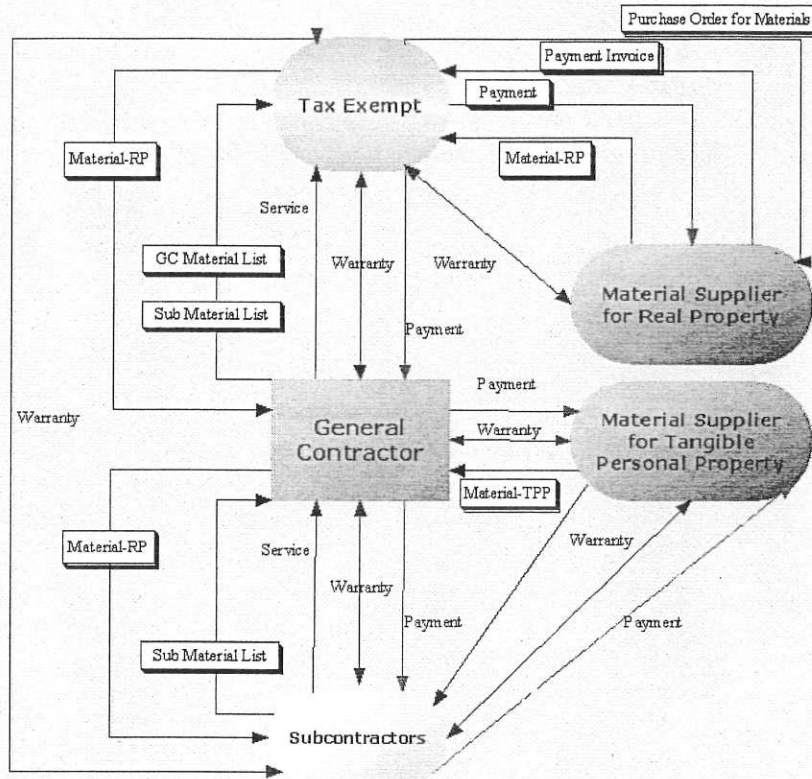 Purchase Order for Materials
Payment Invoice
Tax Exempt
Payment
Material-RP
Material-RP
Service
GC Material List
Warranty
Warranty
Sub Material List
Material Supplier
for Real Property
Payment
Payment
Warranty
General
Contractor
Warranty
Material Supplier
for Tangible
Personal Property
Material-TPP
Material-RP
Service
Warranty
Warranty
Payment
Payment
Sub Material List
Subcontractors